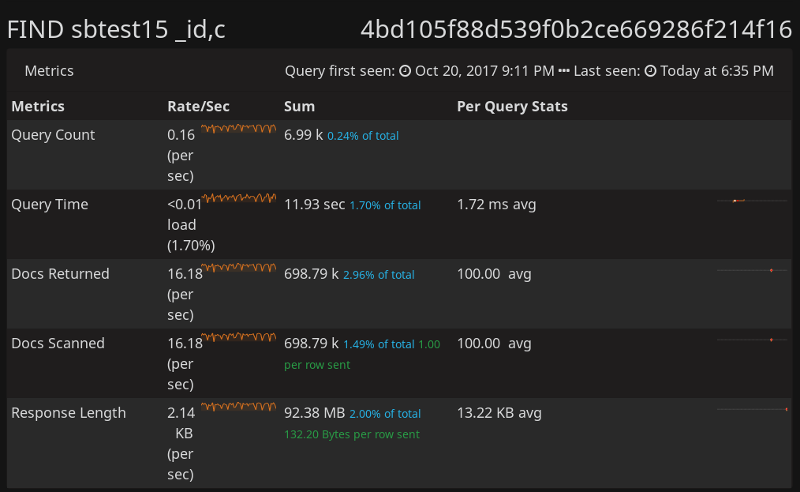 FIND sbtest15 _id,c 4bd105f88d539f0b2ce669286f214f16
Metrics Query first seen: Oct 20, 2017 9:11 PM ••• Last seen: Today at 6:35 PM
Metrics Rate/Sec Sum Per Query Stats
Query Count 0.16 6.99 k 0.24% of total
(per
sec)
Query Time <0.01 11.93 sec 1.70% of total 1.72 ms avg
load
(1.70%)
Docs Returned 16.18 698.79 k 2.96% of total 100.00 avg
(per
sec)
Docs Scanned 16.18 698.79 k 1.49% of total 1.00 100.00 avg
(per per row sent
sec)
Response Length 2.14 92.38 MB 2.00% of total 13.22 KB avg
KB 132.20 Bytes per row sent
(per
sec)